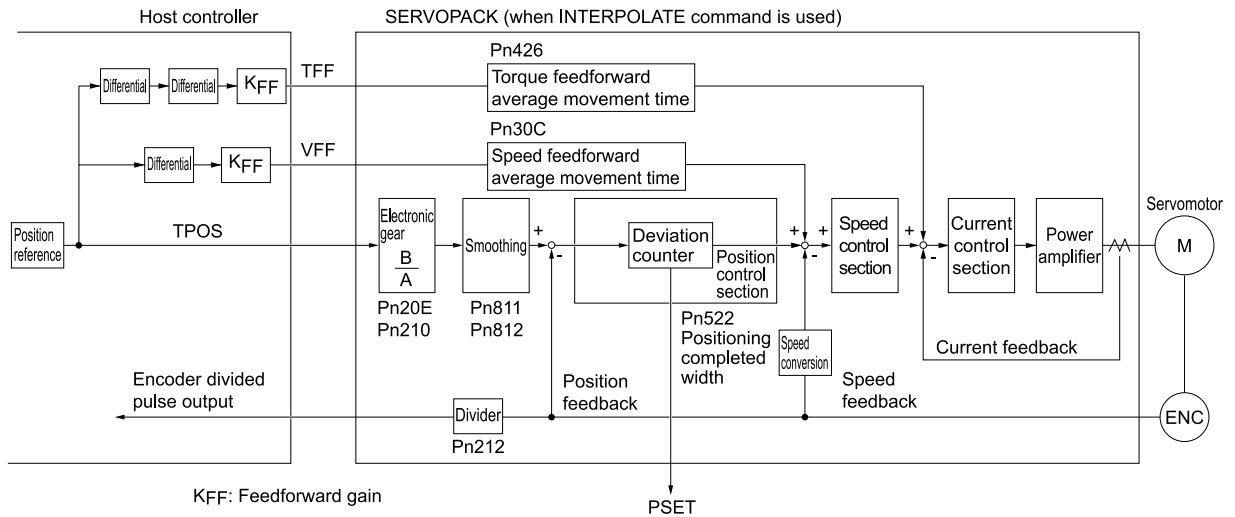 Host controller
SERVOPACK (when INTERPOLATE command is used)
Pn426
Differential
Differential
KFF
TFF
Torque feedforward
average movement time
Pn30C
Differential
KFF
VFF
Speed feedforward
average movement time
Position
reference
TPOS
Electronic
gear
B
A
Pn20E
Pn210
Smoothing
Pn811
Pn812
+
-
Deviation
counter
Position
control
section
Pn522
Positioning
completed
width
+
+
-
Speed
control
section
+
-
Current
control
section
Power
amplifier
Servomotor
M
Speed
conversion
Current feedback
Encoder divided
pulse output
Divider
Pn212
Position
feedback
Speed
feedback
ENC
KFF: Feedforward gain
PSET